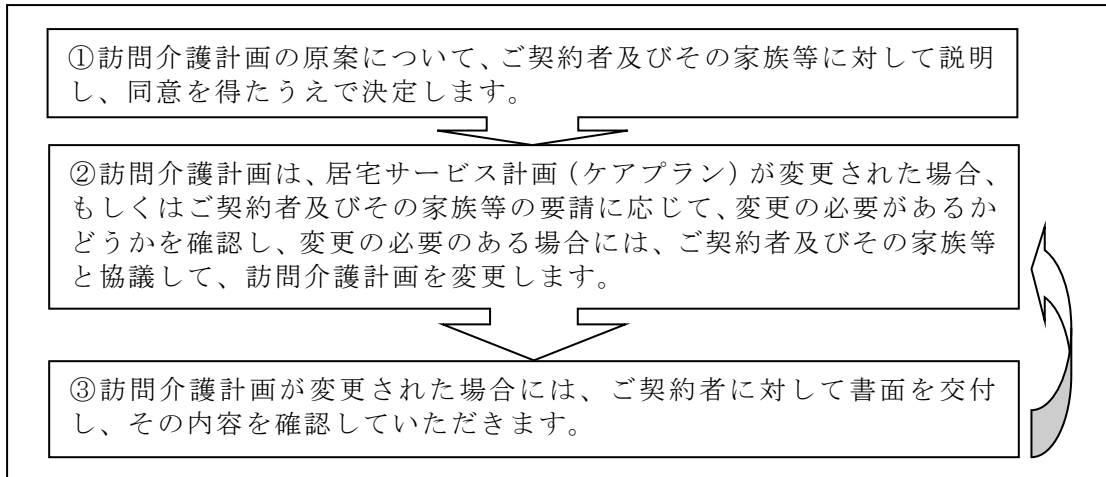 ①訪問介護計画の原案について、ご契約者及びその家族等に対して説明
し、同意を得たうえで決定します。
②訪問介護計画は、居宅サービス計画（ケアプラン）が変更された場合、
もしくはご契約者及びその家族等の要請に応じて、変更の必要があるか
どうかを確認し、変更の必要のある場合には、ご契約者及びその家族等
と協議して、訪問介護計画を変更します。
③訪問介護計画が変更された場合には、ご契約者に対して書面を交付
し、その内容を確認していただきます。